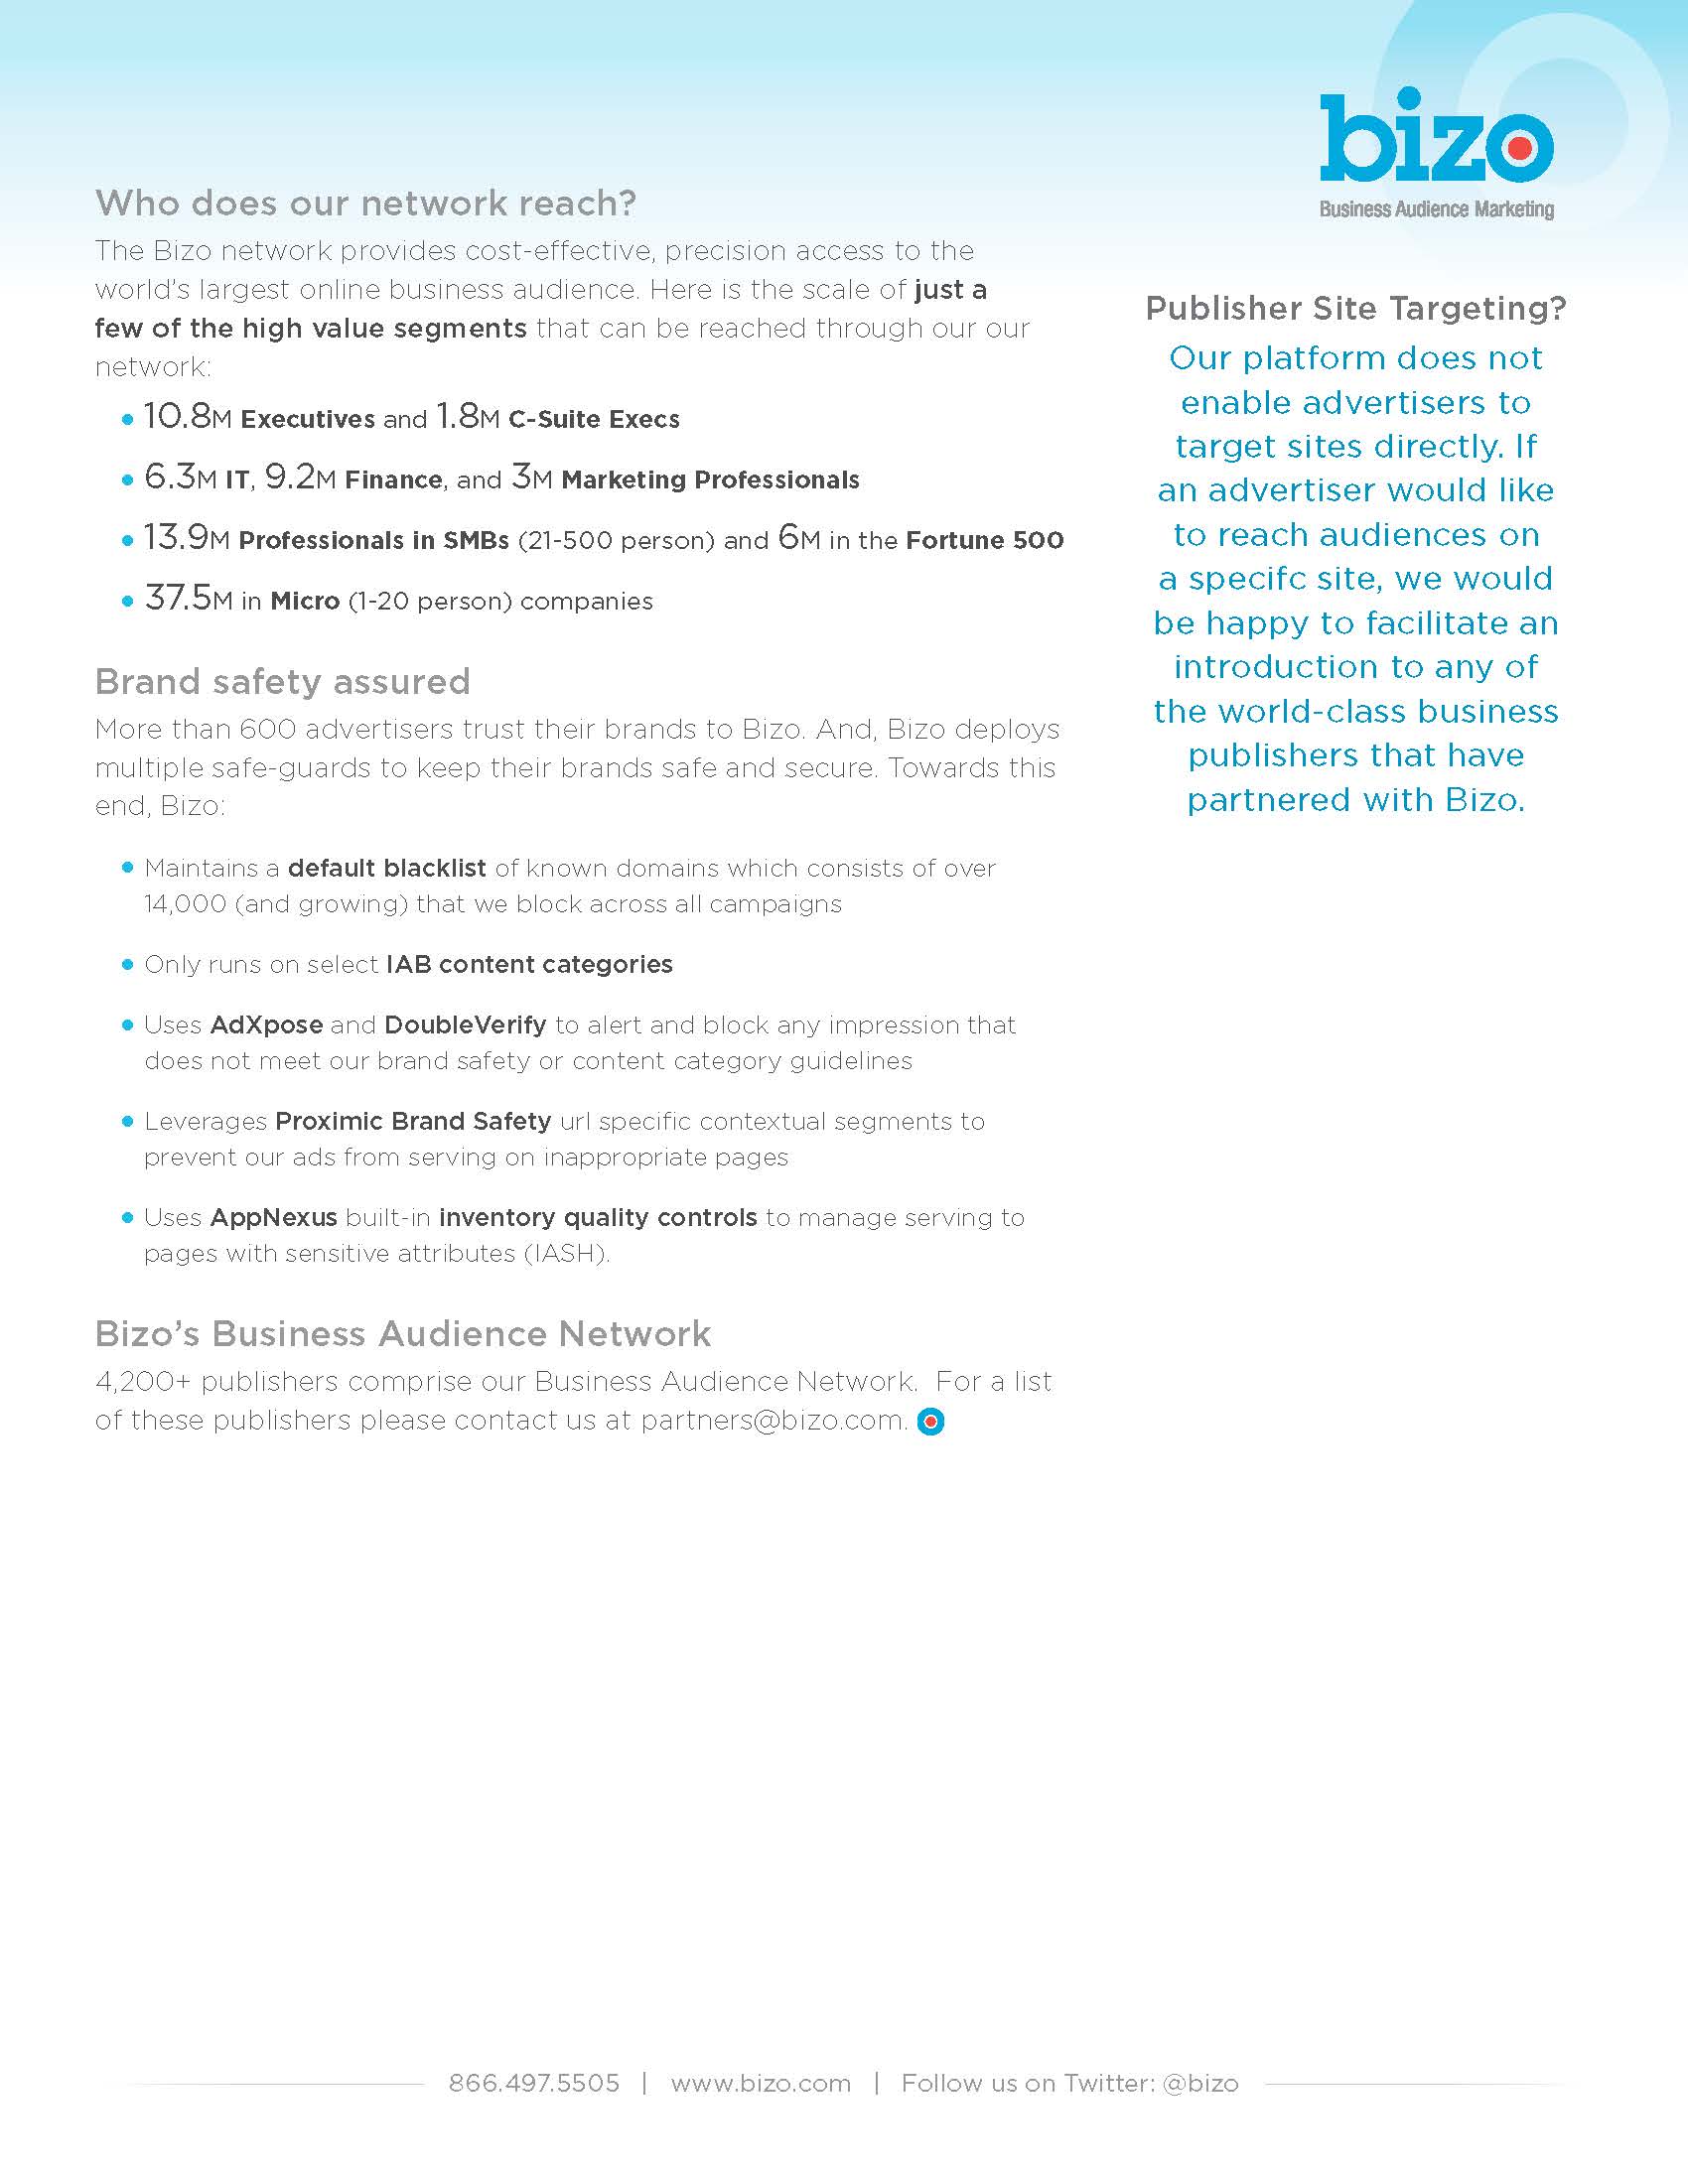 bizo
Business Audience Marketing
Who does our network reach?
The Bizo network provides cost-effective, precision access to the
world's largest online business audience. Here is the scale of just a
few of the high value segments that can be reached through our our
network:
• 10.8M Executives and 1.8M C-Suite Execs
• 6.3M IT, 9.2M Finance, and 3M Marketing Professionals
• 13.9M Professionals in SMBs (21-500 person) and 6M in the Fortune 500
• 37.5M in Micro (1-20 person) companies
Brand safety assured
More than 600 advertisers trust their brands to Bizo. And, Bizo deploys
multiple safe-guards to keep their brands safe and secure. Towards this
end, Bizo:
• Maintains a default blacklist of known domains which consists of over
14,000 (and growing) that we block across all campaigns
• Only runs on select IAB content categories
• Uses AdXpose and DoubleVerify to alert and block any impression that
does not meet our brand safety or content category guidelines
• Leverages Proximic Brand Safety url specific contextual segments to
prevent our ads from serving on inappropriate pages
• Uses AppNexus built-in inventory quality controls to manage serving to
pages with sensitive attributes (IASH).
Bizo's Business Audience Network
4,200+ publishers comprise our Business Audience Network.  For a list
of these publishers please contact us at partners@bizo.com.
Publisher Site Targeting?
Our platform does not
enable advertisers to
target sites directly. If
an advertiser would like
to reach audiences on
a specifc site, we would
be happy to facilitate an
introduction to any of
the world-class business
publishers that have
partnered with Bizo.
866.497.5505 | www.bizo.com | Follow us on Twitter: @bizo